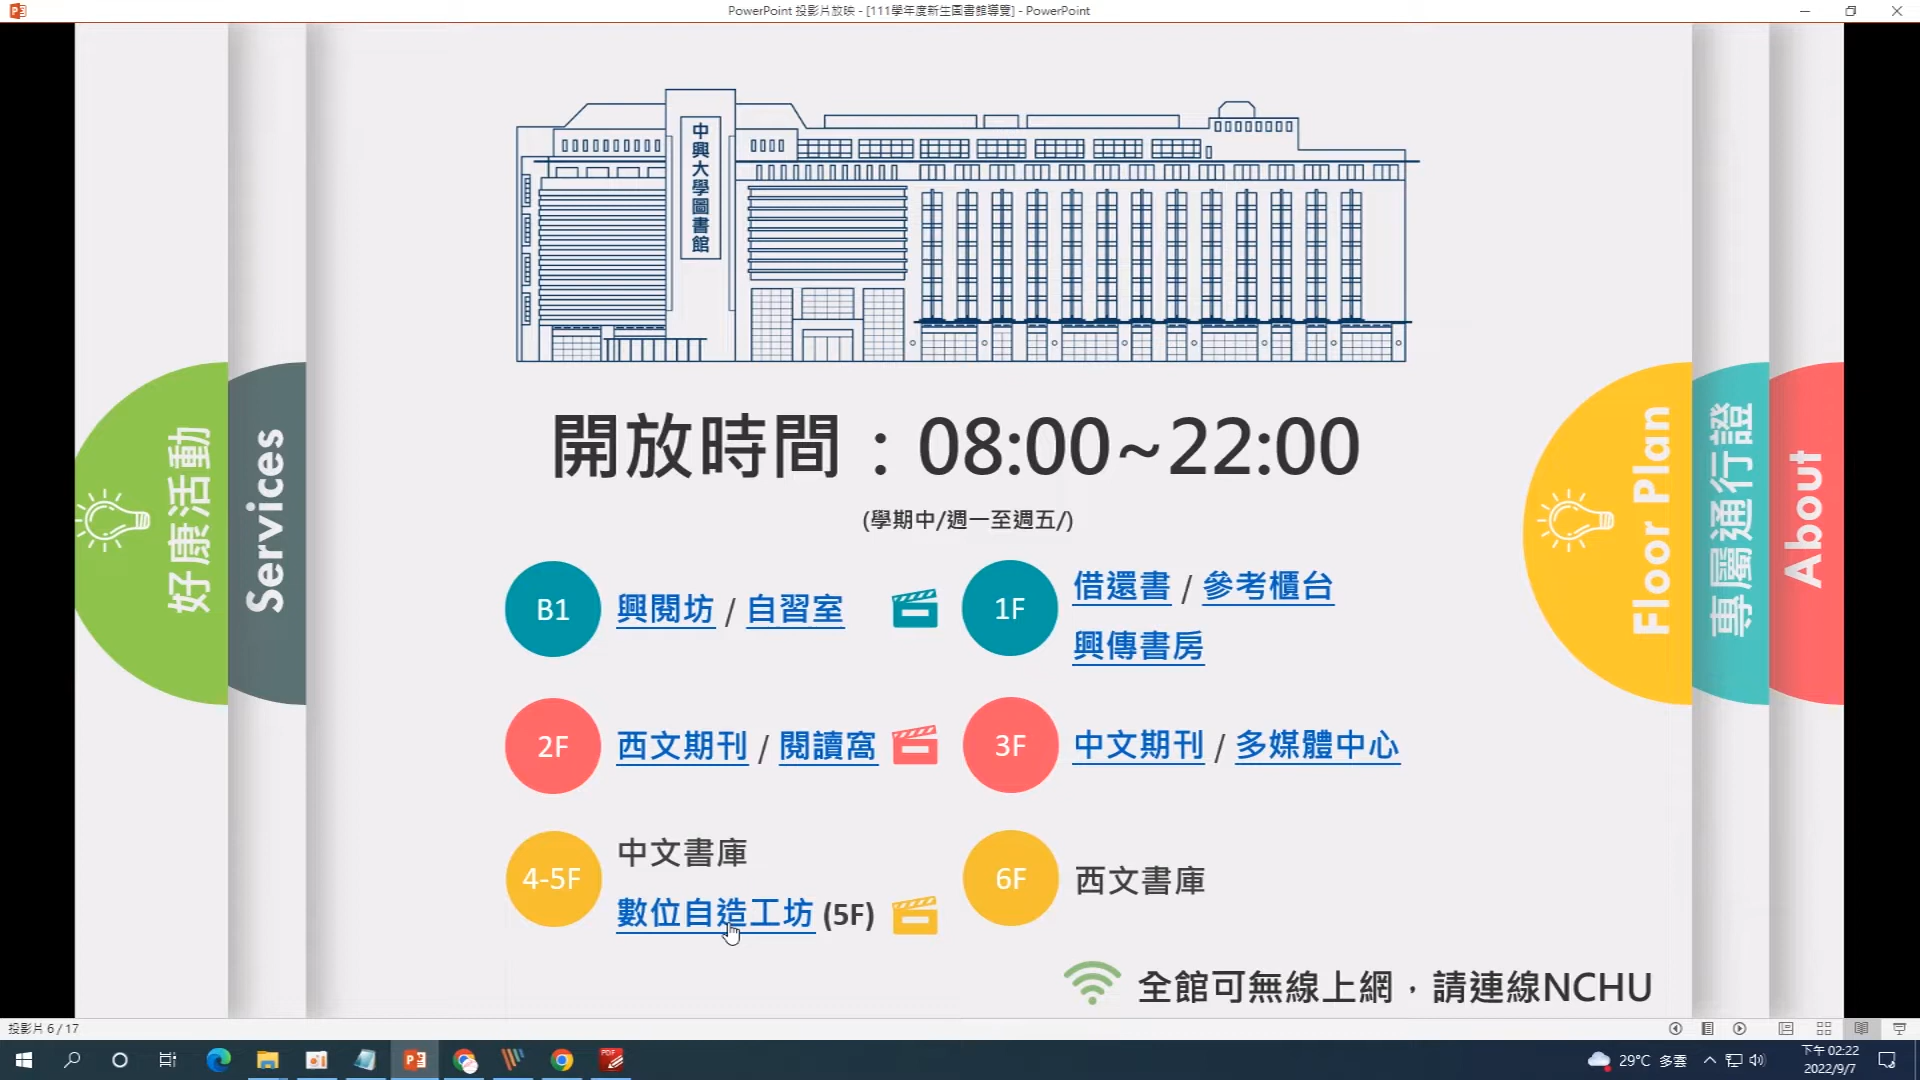 PowerPoint 投影片放映 - [111學年度新生圖書館導覽] - PowerPoint
中興大學圖書館
好康活動
Services
Floor Plan
專屬通行證
About
開放時間：08:00~22:00
(學期中/週一至週五/)
B1 興閱坊 / 自習室
1F 借還書 / 參考櫃台
興傳書房
2F 西文期刊 / 閱讀窩
3F 中文期刊 / 多媒體中心
4-5F 中文書庫
數位自造工坊 (5F)
6F 西文書庫
全館可無線上網，請連線NCHU
投影片 6 / 17
29°C 多雲
下午 02:22
2022/9/7